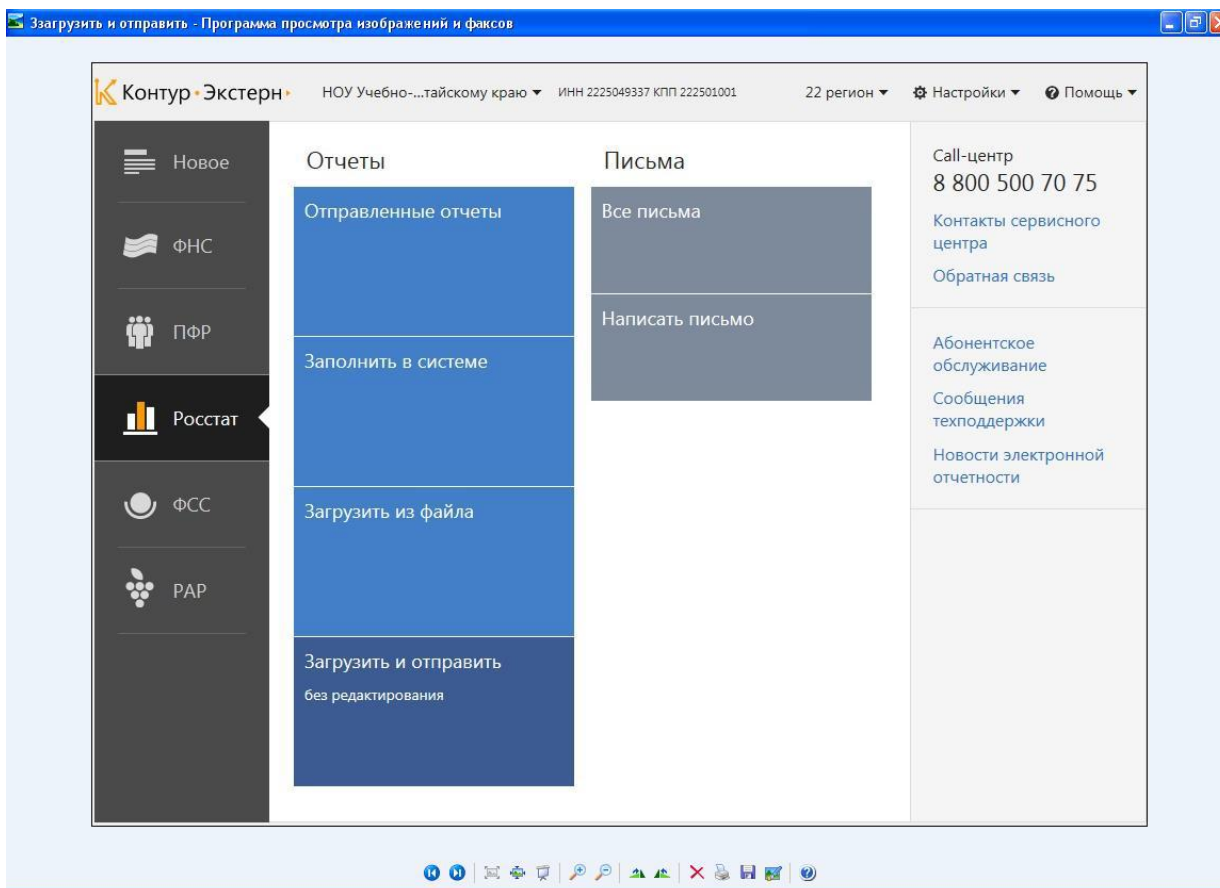 Ззагрузить и отправить - Программа просмотра изображений и факсов
Контур Экстерн
НОУ Учебно-...тайскому краю
ИНН 2225049337 КПП 222501001
22 регион
Настройки
Помощь
Новое
ФНС
ПФР
Росстат
ФСС
РАР
Отчеты
Отправленные отчеты
Заполнить в системе
Загрузить из файла
Загрузить и отправить
без редактирования
Письма
Все письма
Написать письмо
Call-центр
8 800 500 70 75
Контакты сервисного
центра
Обратная связь
Абонентское
обслуживание
Сообщения
техподдержки
Новости электронной
отчетности